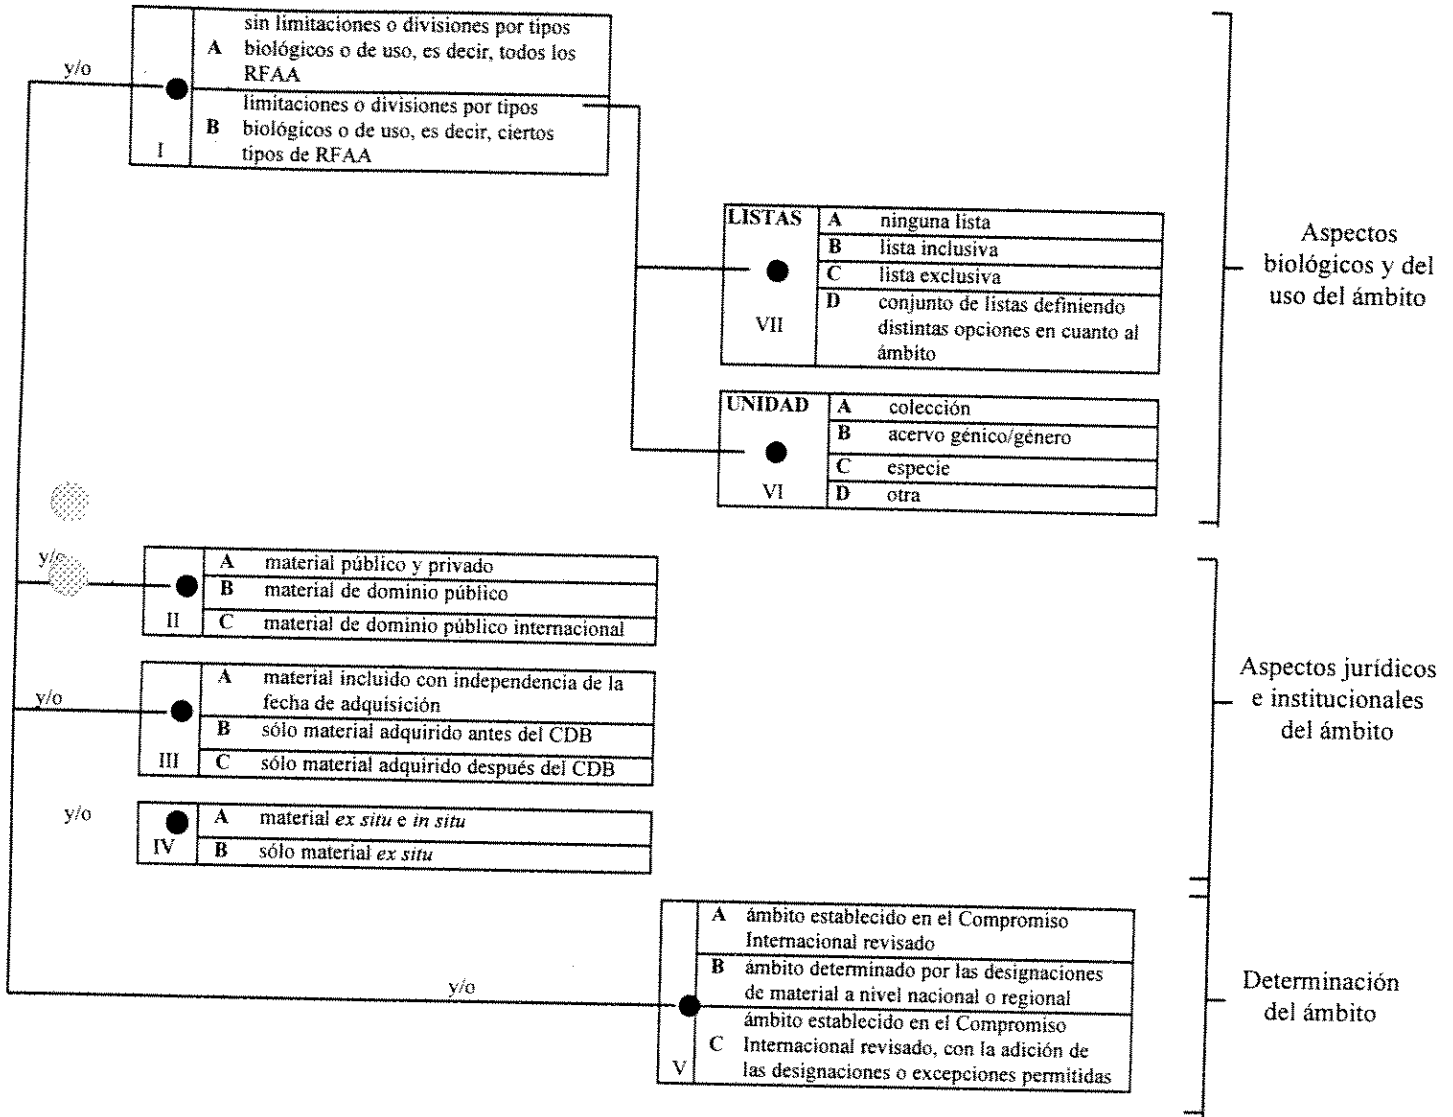 y/o
A sin limitaciones o divisiones por tipos
biológicos o de uso, es decir, todos los
RFAA
B limitaciones o divisiones por tipos
biológicos o de uso, es decir, ciertos
tipos de RFAA
I
LISTAS
VII
A ninguna lista
B lista inclusiva
C lista exclusiva
D conjunto de listas definiendo
distintas opciones en cuanto al
ámbito
UNIDAD
VI
A colección
B acervo génico/género
C especie
D otra
Aspectos
biológicos y del
uso del ámbito
y/o
II
A material público y privado
B material de dominio público
C material de dominio público internacional
y/o
III
A material incluido con independencia de la
fecha de adquisición
B sólo material adquirido antes del CDB
C sólo material adquirido después del CDB
y/o
IV
A material ex situ e in situ
B sólo material ex situ
Aspectos jurídicos
e institucionales
del ámbito
y/o
V
A ámbito establecido en el Compromiso
Internacional revisado
B ámbito determinado por las designaciones
de material a nivel nacional o regional
C ámbito establecido en el Compromiso
Internacional revisado, con la adición de
las designaciones o excepciones permitidas
Determinación
del ámbito